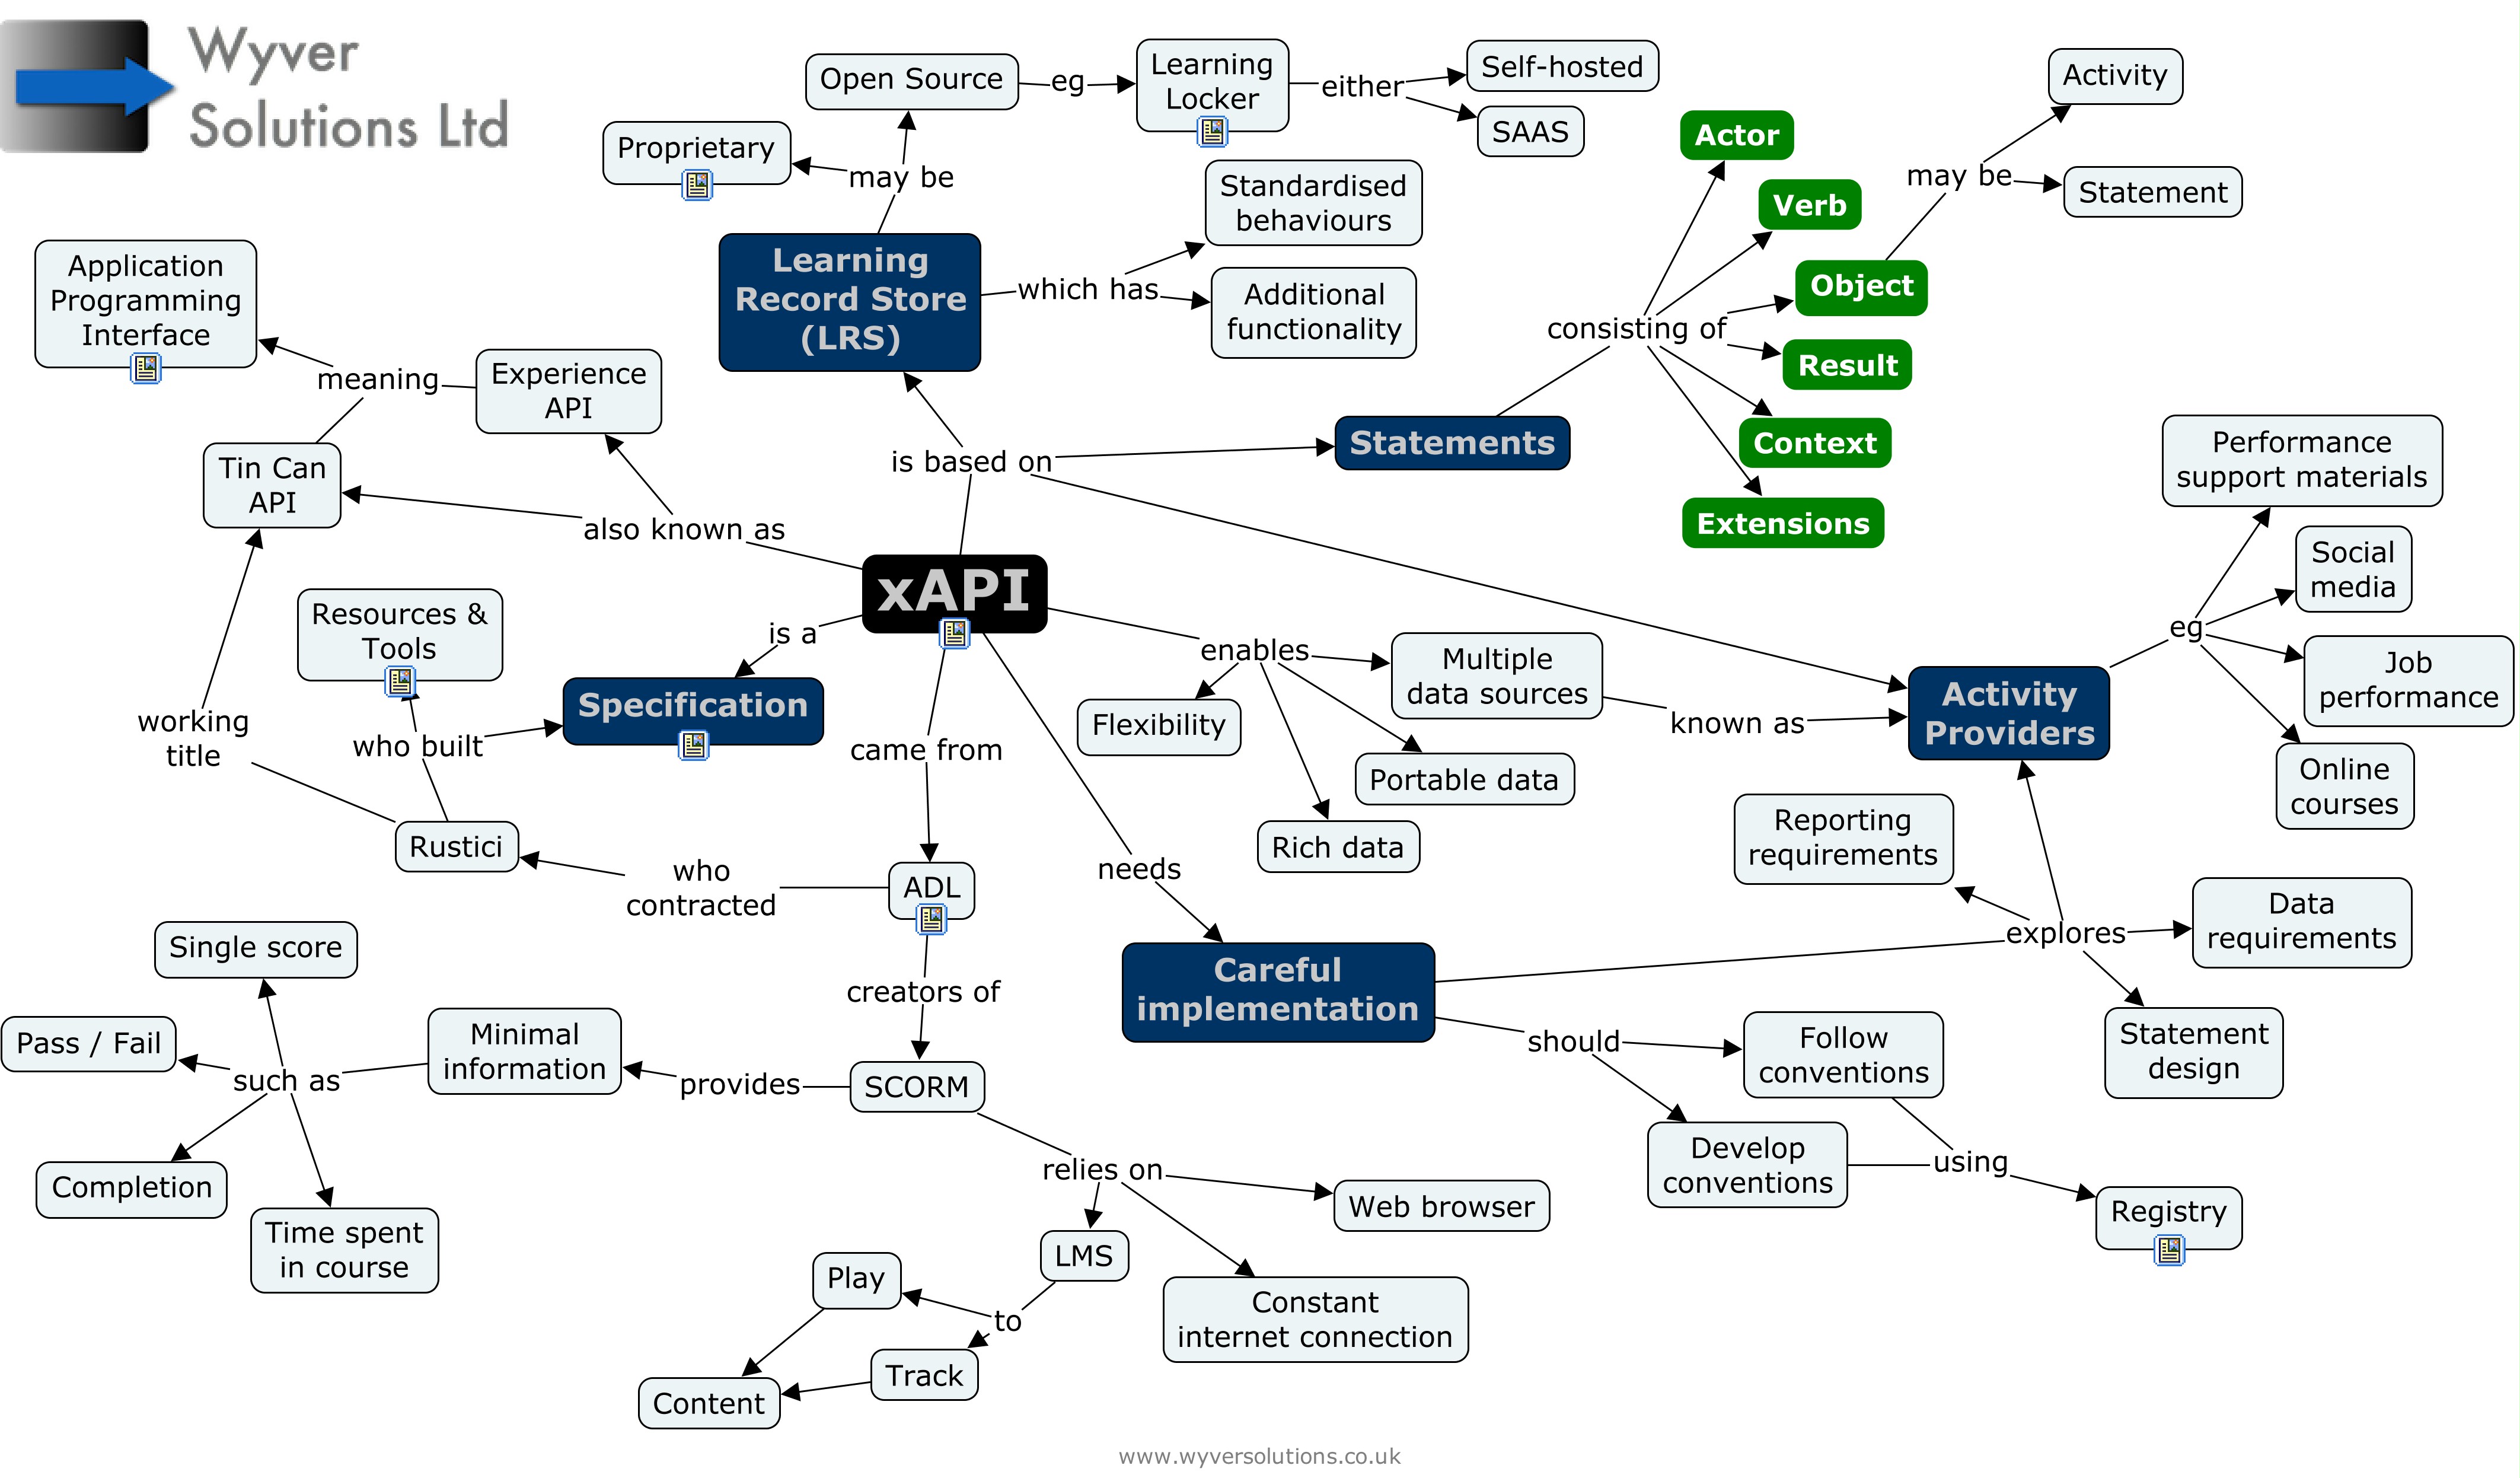 Wyver
Solutions Ltd
Open Source
eg
Learning
Locker
either
Self-hosted
SAAS
Proprietary
may be
Learning
Record Store
(LRS)
which has
Standardised
behaviours
Additional
functionality
Actor
Verb
Object
Result
Context
Extensions
consisting of
may be
Activity
Statement
Statements
is based on
Application
Programming
Interface
meaning
Experience
API
Tin Can
API
also known as
xAPI
is a
Specification
Resources &
Tools
who built
working
title
Rustici
who
contracted
came from
ADL
creators of
SCORM
provides
Minimal
information
such as
Single score
Pass / Fail
Completion
Time spent
in course
relies on
Web browser
LMS
Constant
internet connection
to
Play
Track
Content
enables
Multiple
data sources
Flexibility
Portable data
Rich data
known as
Activity
Providers
eg
Performance
support materials
Social
media
Job
performance
Online
courses
needs
Careful
implementation
explores
Reporting
requirements
Data
requirements
Statement
design
should
Follow
conventions
Develop
conventions
using
Registry
www.wyversolutions.co.uk